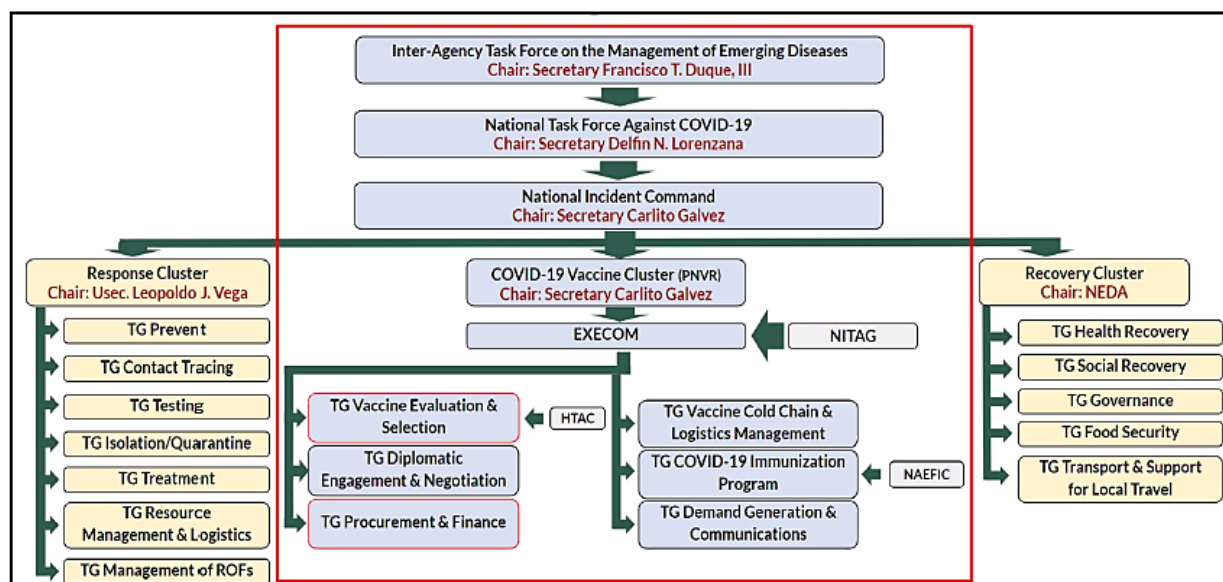 Inter-Agency Task Force on the Management of Emerging Diseases
Chair: Secretary Francisco T. Duque, III
National Task Force Against COVID-19
Chair: Secretary Delfin N. Lorenzana
National Incident Command
Chair: Secretary Carlito Galvez
Response Cluster
Chair: Usec. Leopoldo J. Vega
TG Prevent
TG Contact Tracing
TG Testing
TG Isolation/Quarantine
TG Treatment
TG Resource
Management & Logistics
TG Management of ROFs
COVID-19 Vaccine Cluster (PNVR)
Chair: Secretary Carlito Galvez
EXECOM
NITAG
TG Vaccine Evaluation &
Selection
HTAC
TG Diplomatic
Engagement & Negotiation
TG Procurement & Finance
TG Vaccine Cold Chain &
Logistics Management
TG COVID-19 Immunization
Program
NAEFIC
TG Demand Generation &
Communications
Recovery Cluster
Chair: NEDA
TG Health Recovery
TG Social Recovery
TG Governance
TG Food Security
TG Transport & Support
for Local Travel